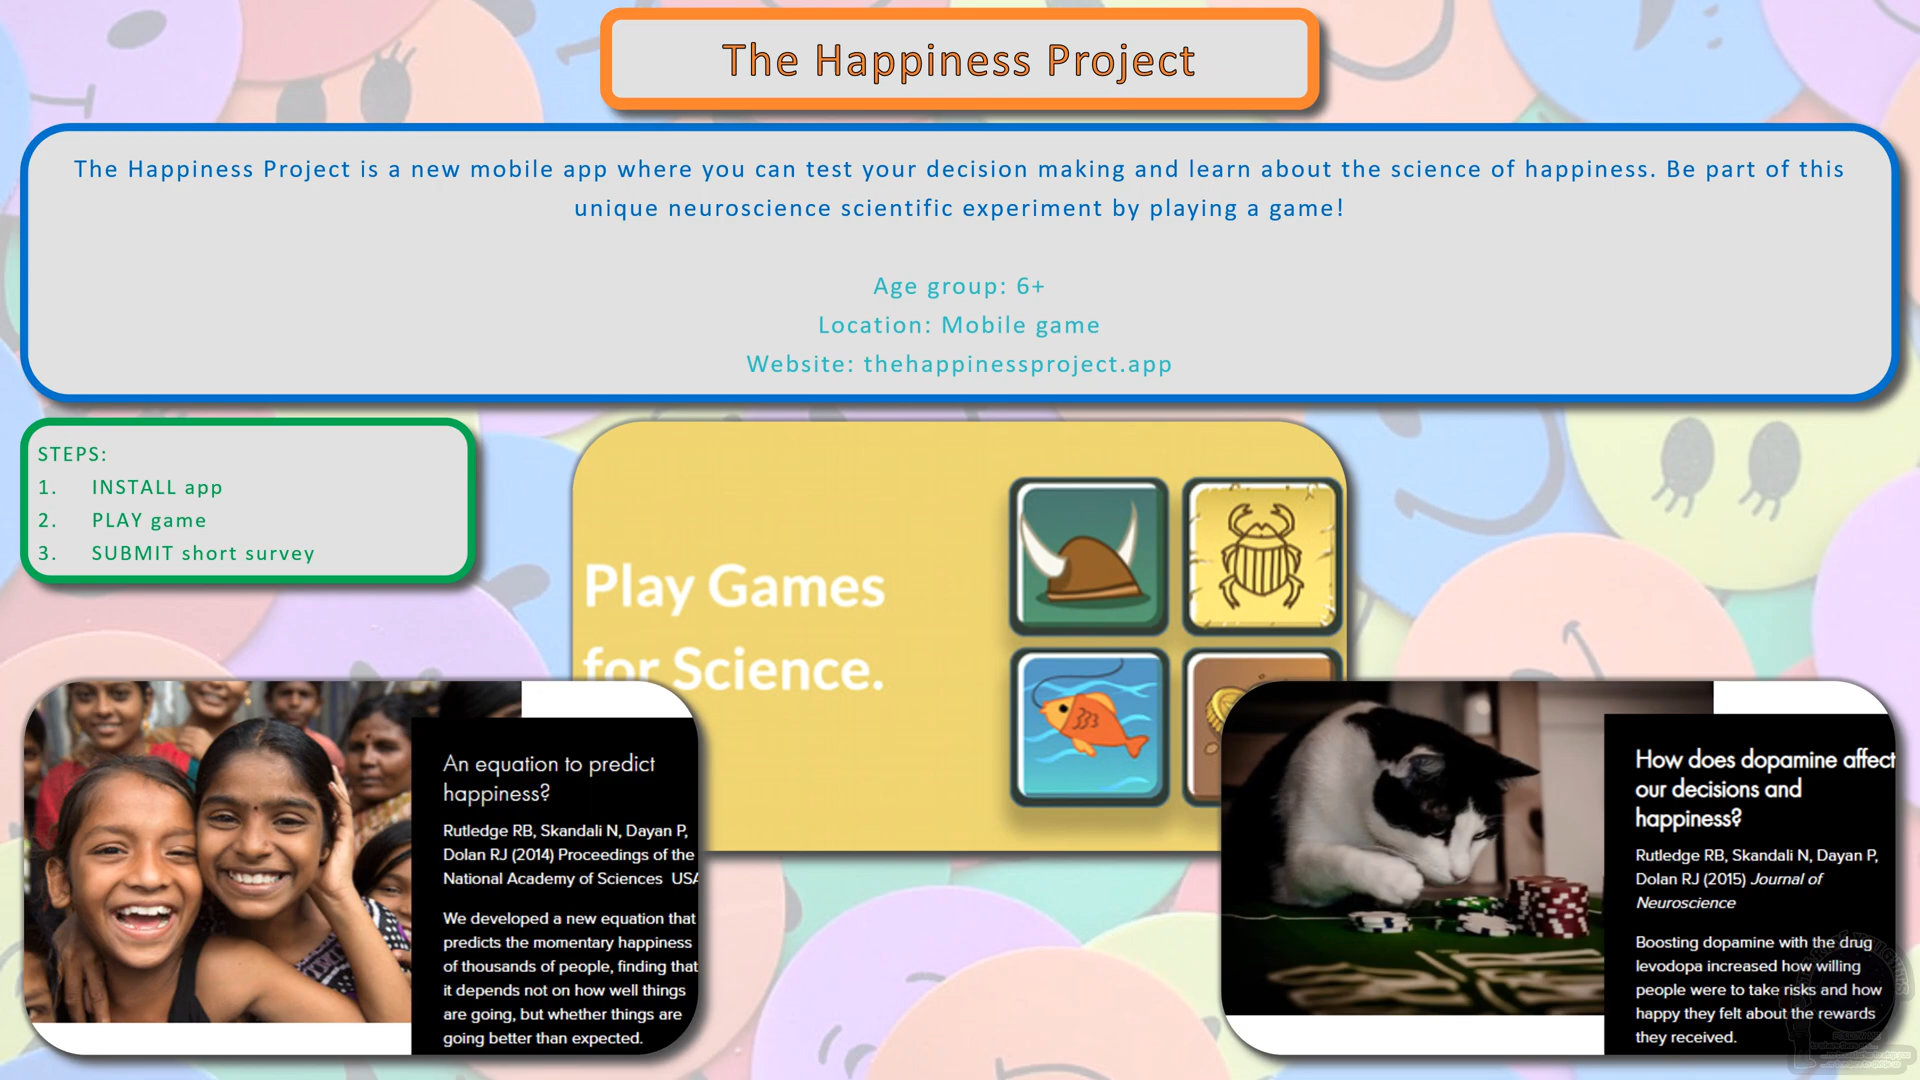 The Happiness Project
The Happiness Project is a new mobile app where you can test your decision making and learn about the science of happiness. Be part of this
unique neuroscience scientific experiment by playing a game!
Age group: 6+
Location: Mobile game
Website: thehappinessproject.app
STEPS:
1. INSTALL app
2. PLAY game
3. SUBMIT short survey
Play Games
for Science.
An equation to predict
happiness?
Rutledge RB, Skandali N, Dayan P,
Dolan RJ (2014) Proceedings of the
National Academy of Sciences USA
We developed a new equation that
predicts the momentary happiness
of thousands of people, finding that
it depends not on how well things
are going, but whether things are
going better than expected.
How does dopamine affect
our decisions and
happiness?
Rutledge RB, Skandali N, Dayan P,
Dolan RJ (2015) Journal of
Neuroscience
Boosting dopamine with the drug
levodopa increased how willing
people were to take risks and how
happy they felt about the rewards
they received.